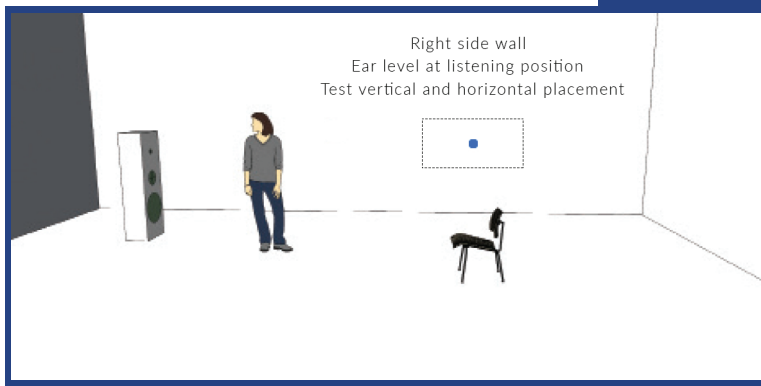 Right side wall
Ear level at listening position
Test vertical and horizontal placement